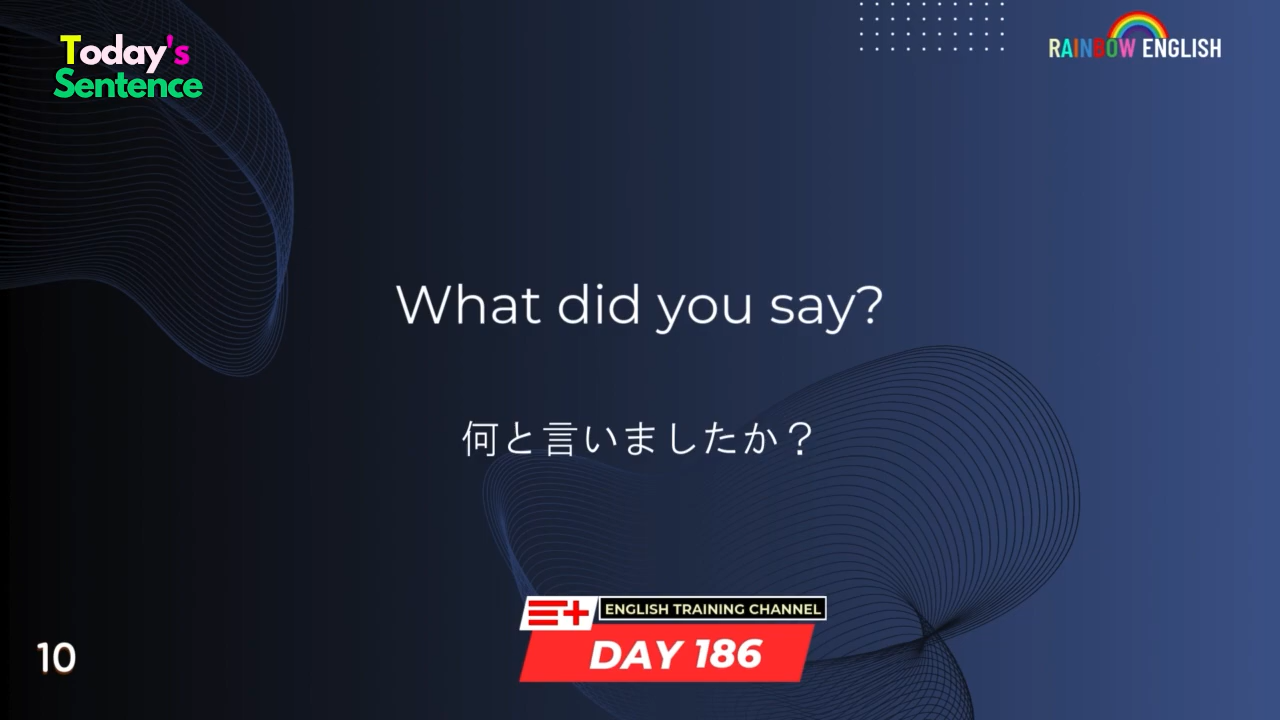 Today's
Sentence
RAINBOW ENGLISH
What did you say?
何と言いましたか？
ENGLISH TRAINING CHANNEL
DAY 186
10